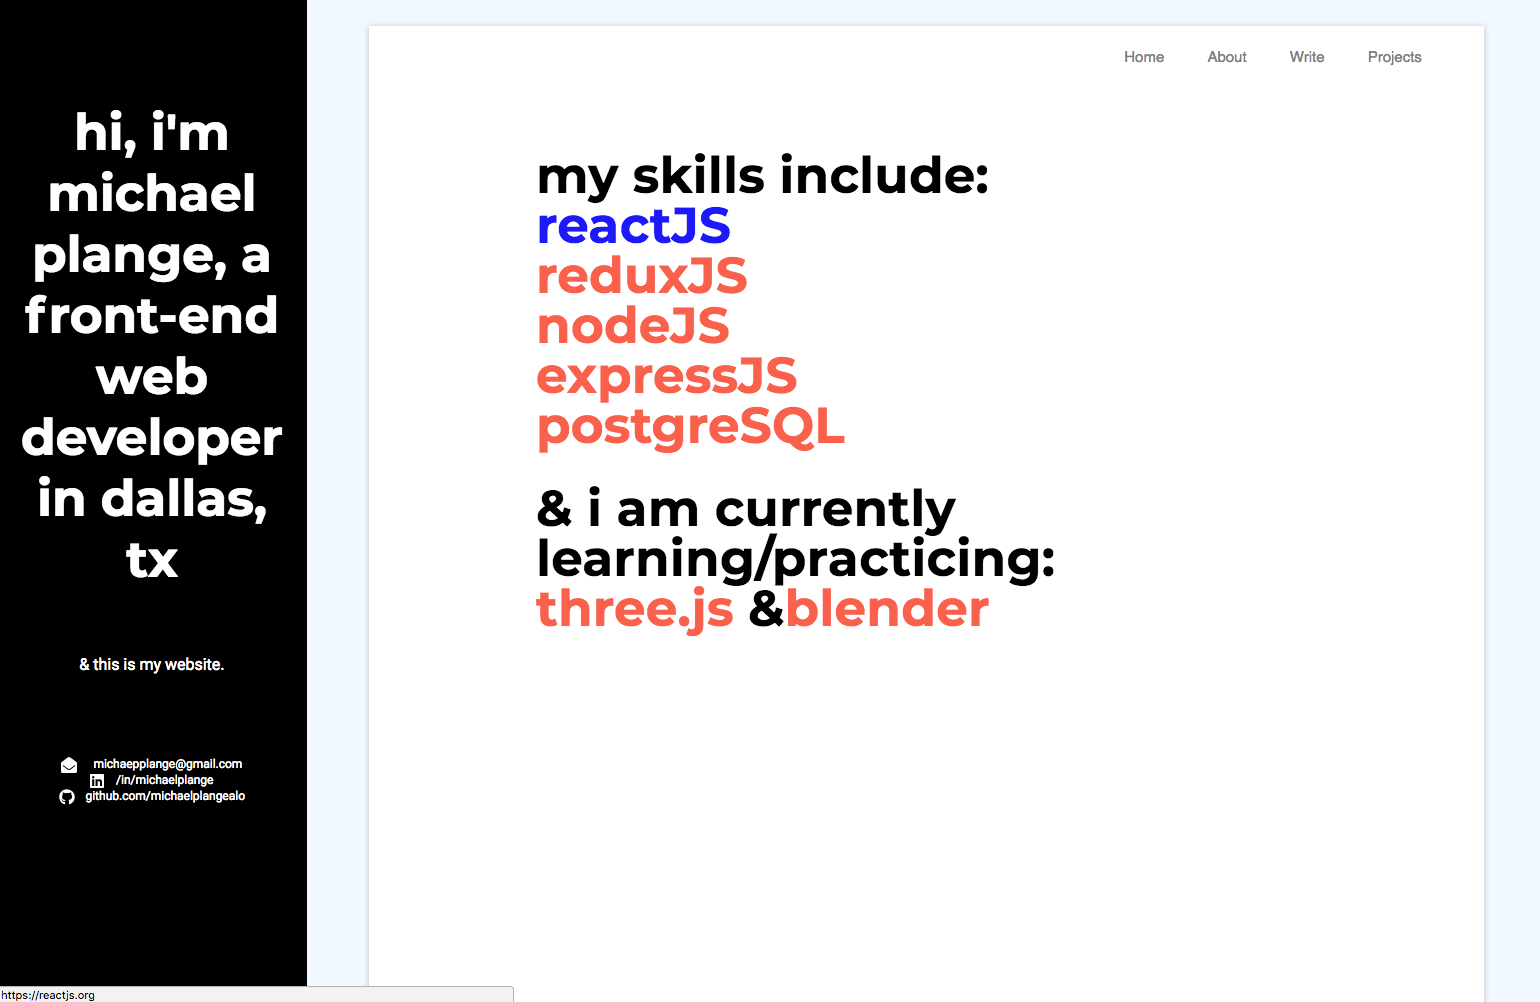 hi, i'm
michael
plange, a
front-end
web
developer
in dallas,
tx
& this is my website.
michaepplange@gmail.com
/in/michaelplange
github.com/michaelplangealo
Home About Write Projects
my skills include:
reactJS
reduxJS
nodeJS
expressJS
postgreSQL
& i am currently
learning/practicing:
three.js &blender
https://reactjs.org